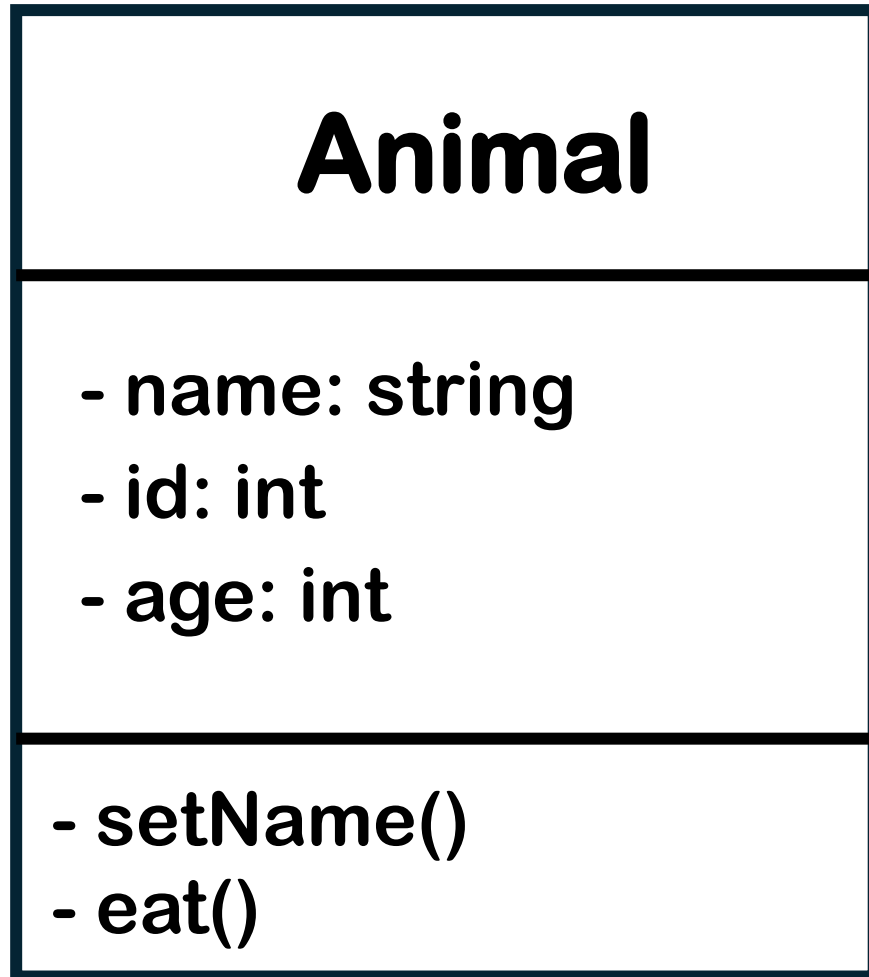 Animal
- name: string
- id: int
- age: int
- setName()
- eat()